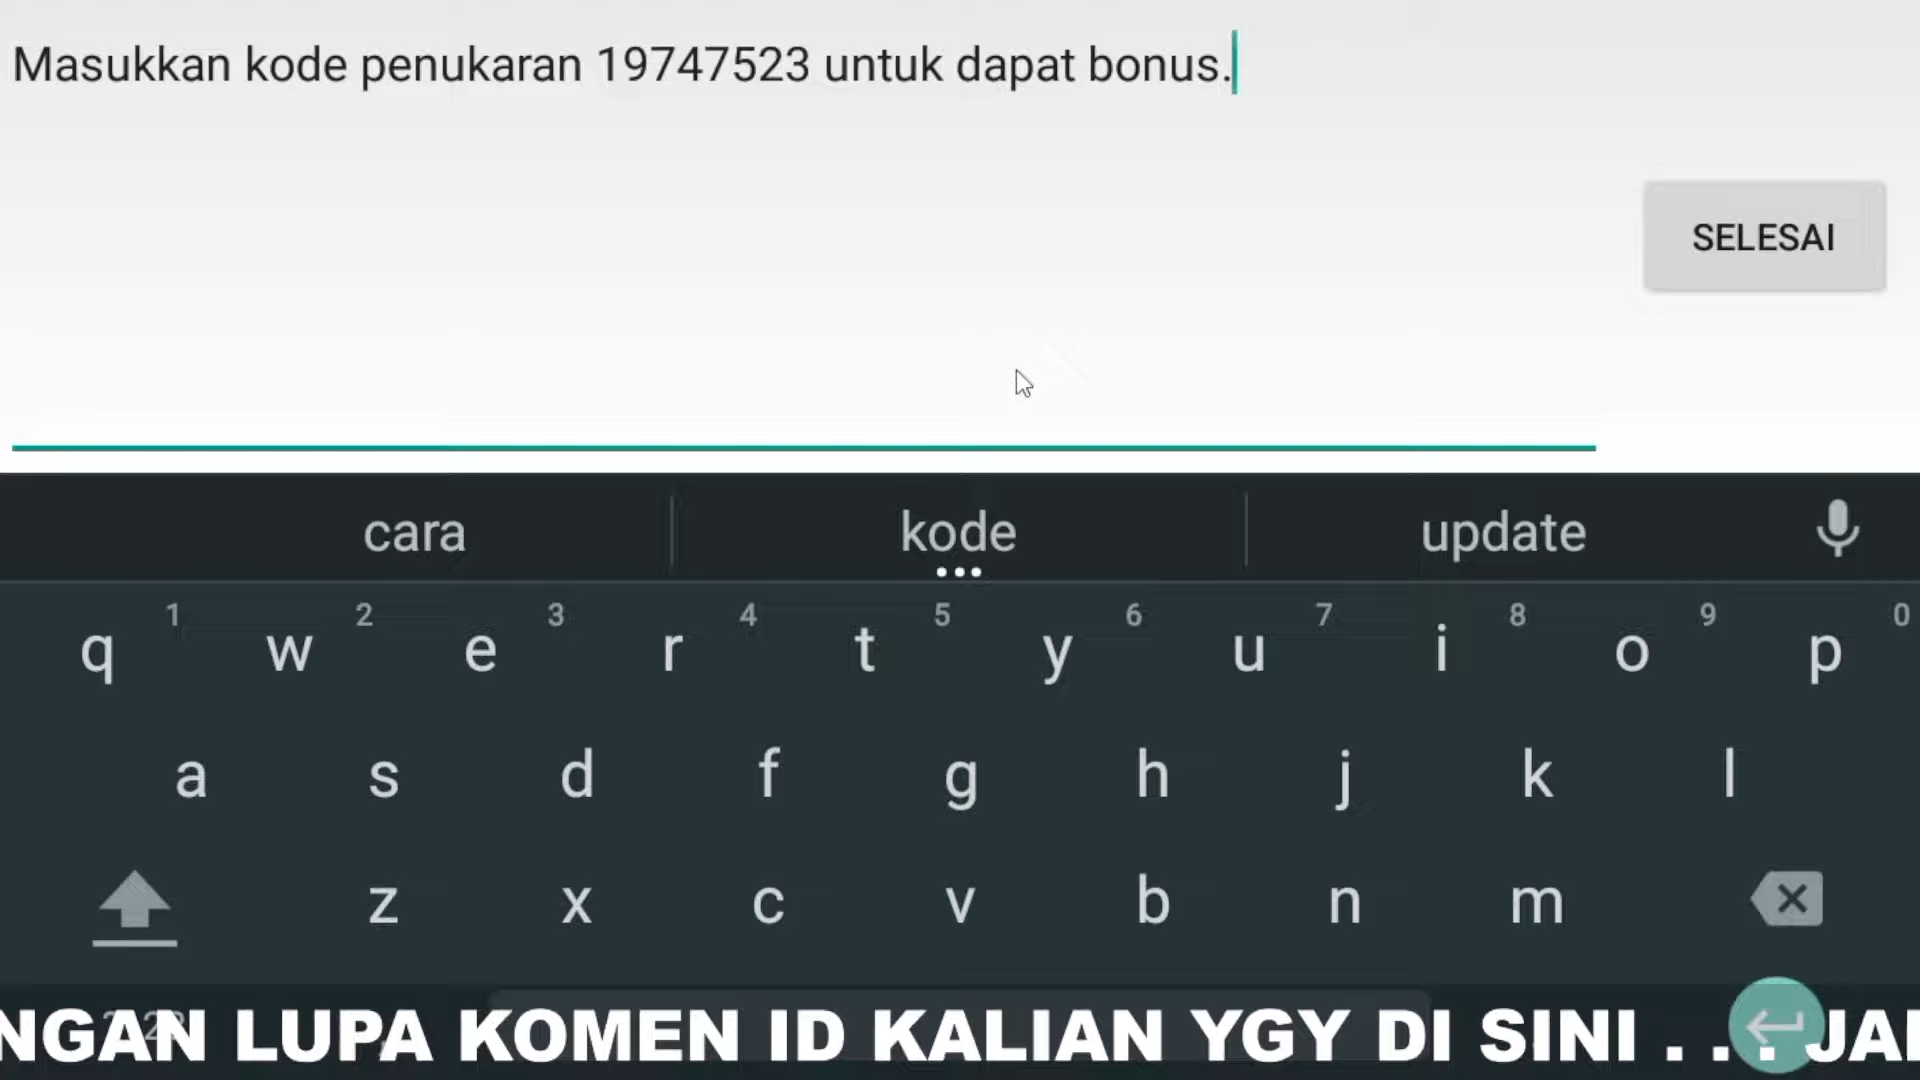 Masukkan kode penukaran 19747523 untuk dapat bonus.
SELESAI
cara kode update
1 2 3 4 5 6 7 8 9 0
q w e r t y u i o p
a s d f g h j k l
z x c v b n m
NGAN LUPA KOMEN ID KALIAN YGY DI SINI . . . JA